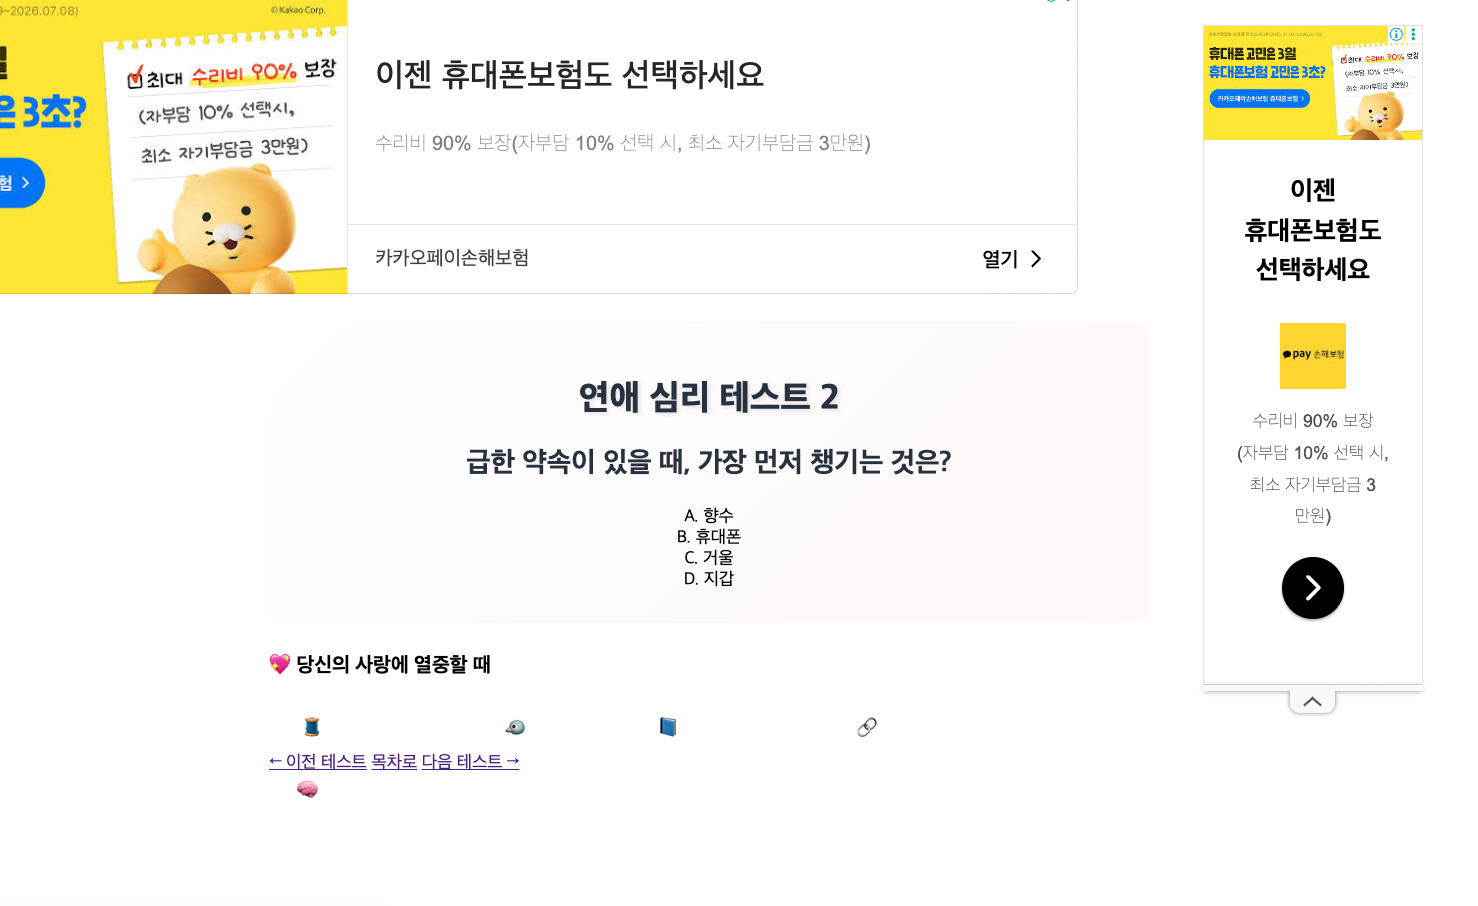 ~2026.07.08)
© Kakao Corp.
은 3초?
험 >
최대 수리비 90% 보장
(자부담 10% 선택시,
최소 자기부담금 3만원)
이젠 휴대폰보험도 선택하세요
수리비 90% 보장(자부담 10% 선택 시, 최소 자기부담금 3만원)
카카오페이손해보험
열기 >
연애 심리 테스트 2
급한 약속이 있을 때, 가장 먼저 챙기는 것은?
A. 향수
B. 휴대폰
C. 거울
D. 지갑
💖 당신의 사랑에 열중할 때
← 이전 테스트 목차로 다음 테스트 →
휴대폰 고민은 3일
휴대폰보험 고민은 3초?
카카오페이손해보험 휴대폰보험 >
최대 수리비 90% 보장
(자부담 10% 선택시,
최소 자기부담금 3만원)
이젠
휴대폰보험도
선택하세요
pay 손해보험
수리비 90% 보장
(자부담 10% 선택 시,
최소 자기부담금 3
만원)